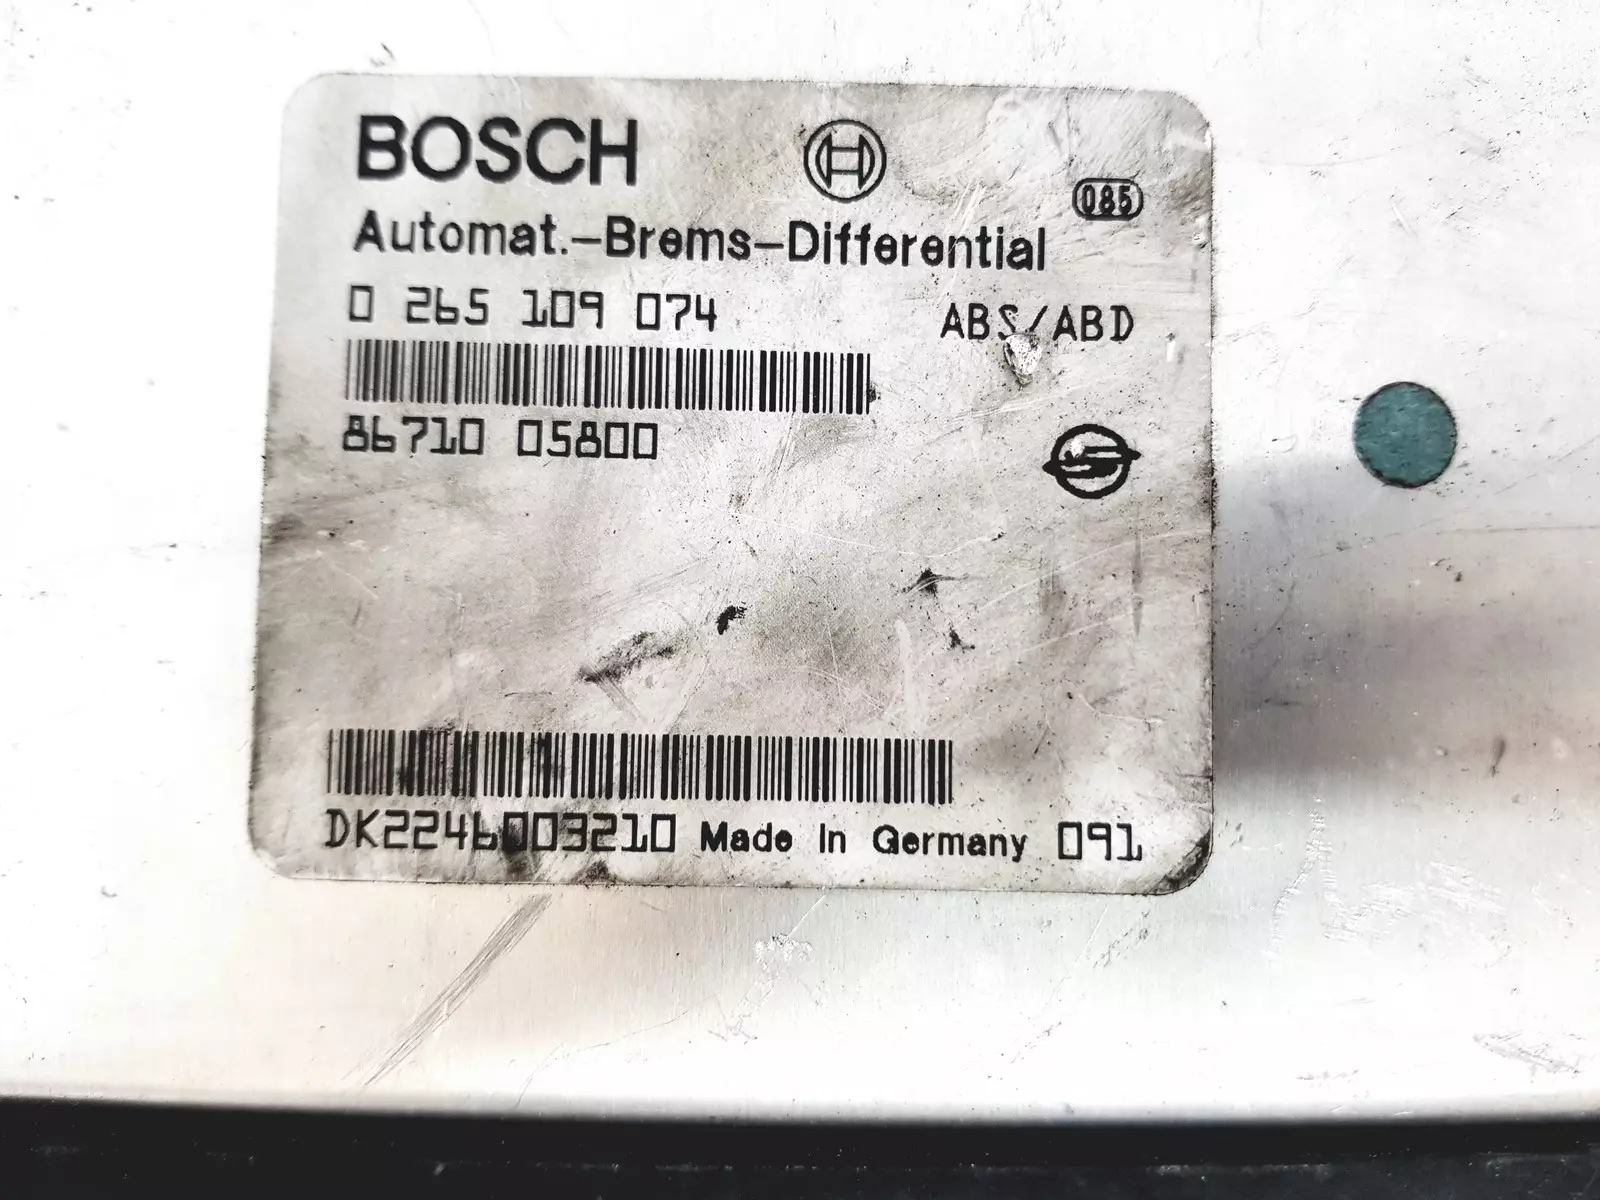 BOSCH
085
Automat.-Brems-Differential
0 265 109 074
ABS/ABD
86710 05800
DK2246003210 Made in Germany 091